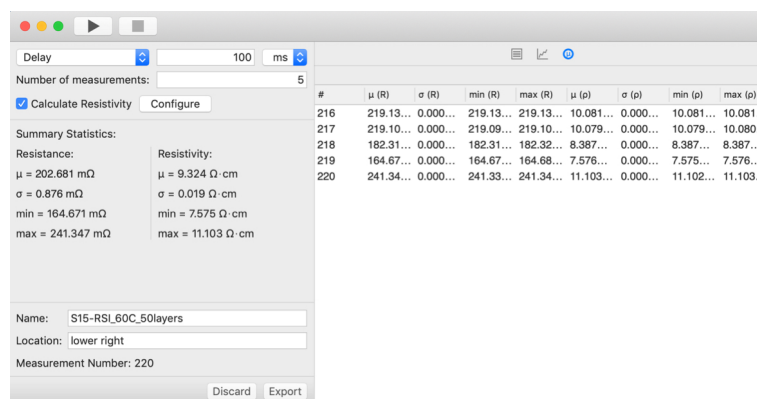 Delay 100 ms
Number of measurements: 5
Calculate Resistivity Configure
Summary Statistics:
Resistance: Resistivity:
μ = 202.681 mΩ μ = 9.324 Ω·cm
σ = 0.876 mΩ σ = 0.019 Ω·cm
min = 164.671 mΩ min = 7.575 Ω·cm
max = 241.347 mΩ max = 11.103 Ω·cm
Name: S15-RSI_60C_50layers
Location: lower right
Measurement Number: 220
Discard Export
# μ (R) σ (R) min (R) max (R) μ (ρ) σ (ρ) min (ρ) max (ρ)
216 219.13... 0.000... 219.13... 219.13... 10.081... 0.000... 10.081... 10.081
217 219.10... 0.000... 219.09... 219.10... 10.079... 0.000... 10.079... 10.080
218 182.31... 0.000... 182.31... 182.32... 8.387... 0.000... 8.387... 8.387...
219 164.67... 0.000... 164.67... 164.68... 7.576... 0.000... 7.575... 7.576...
220 241.34... 0.000... 241.33... 241.34... 11.103... 0.000... 11.102... 11.103.